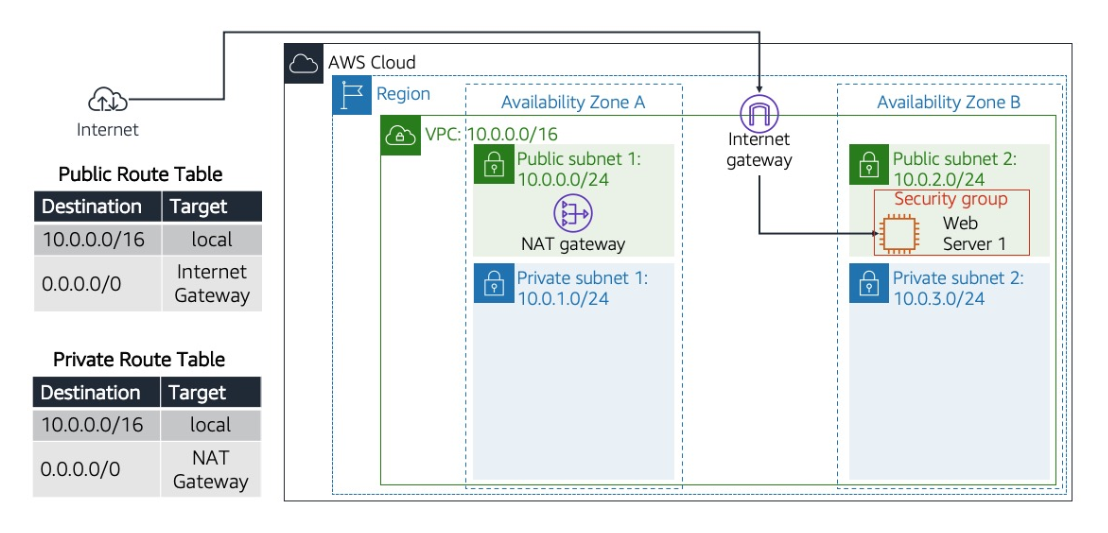 AWS Cloud
Region
Availability Zone A
Availability Zone B
Internet
VPC: 10.0.0.0/16
Internet
gateway
Public subnet 1:
10.0.0.0/24
NAT gateway
Public subnet 2:
10.0.2.0/24
Security group
Web
Server 1
Private subnet 1:
10.0.1.0/24
Private subnet 2:
10.0.3.0/24
Public Route Table
Destination Target
10.0.0.0/16 local
0.0.0.0/0 Internet
Gateway
Private Route Table
Destination Target
10.0.0.0/16 local
0.0.0.0/0 NAT
Gateway